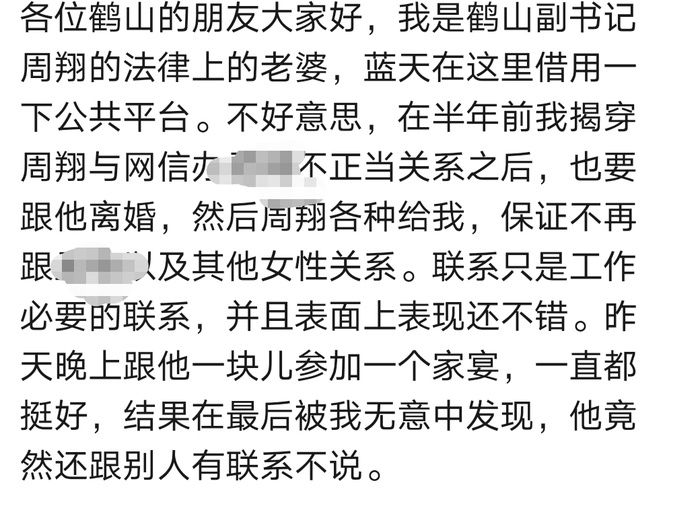 各位鹤山的朋友大家好，我是鹤山副书记
周翔的法律上的老婆，蓝天在这里借用一
下公共平台。不好意思，在半年前我揭穿
周翔与网信办不正当关系之后，也要
跟他离婚，然后周翔各种给我，保证不再
跟以及其他女性关系。联系只是工作
必要的联系，并且表面上表现还不错。昨
天晚上跟他一块儿参加一个家宴，一直都
挺好，结果在最后被我无意中发现，他竟
然还跟别人有联系不说。